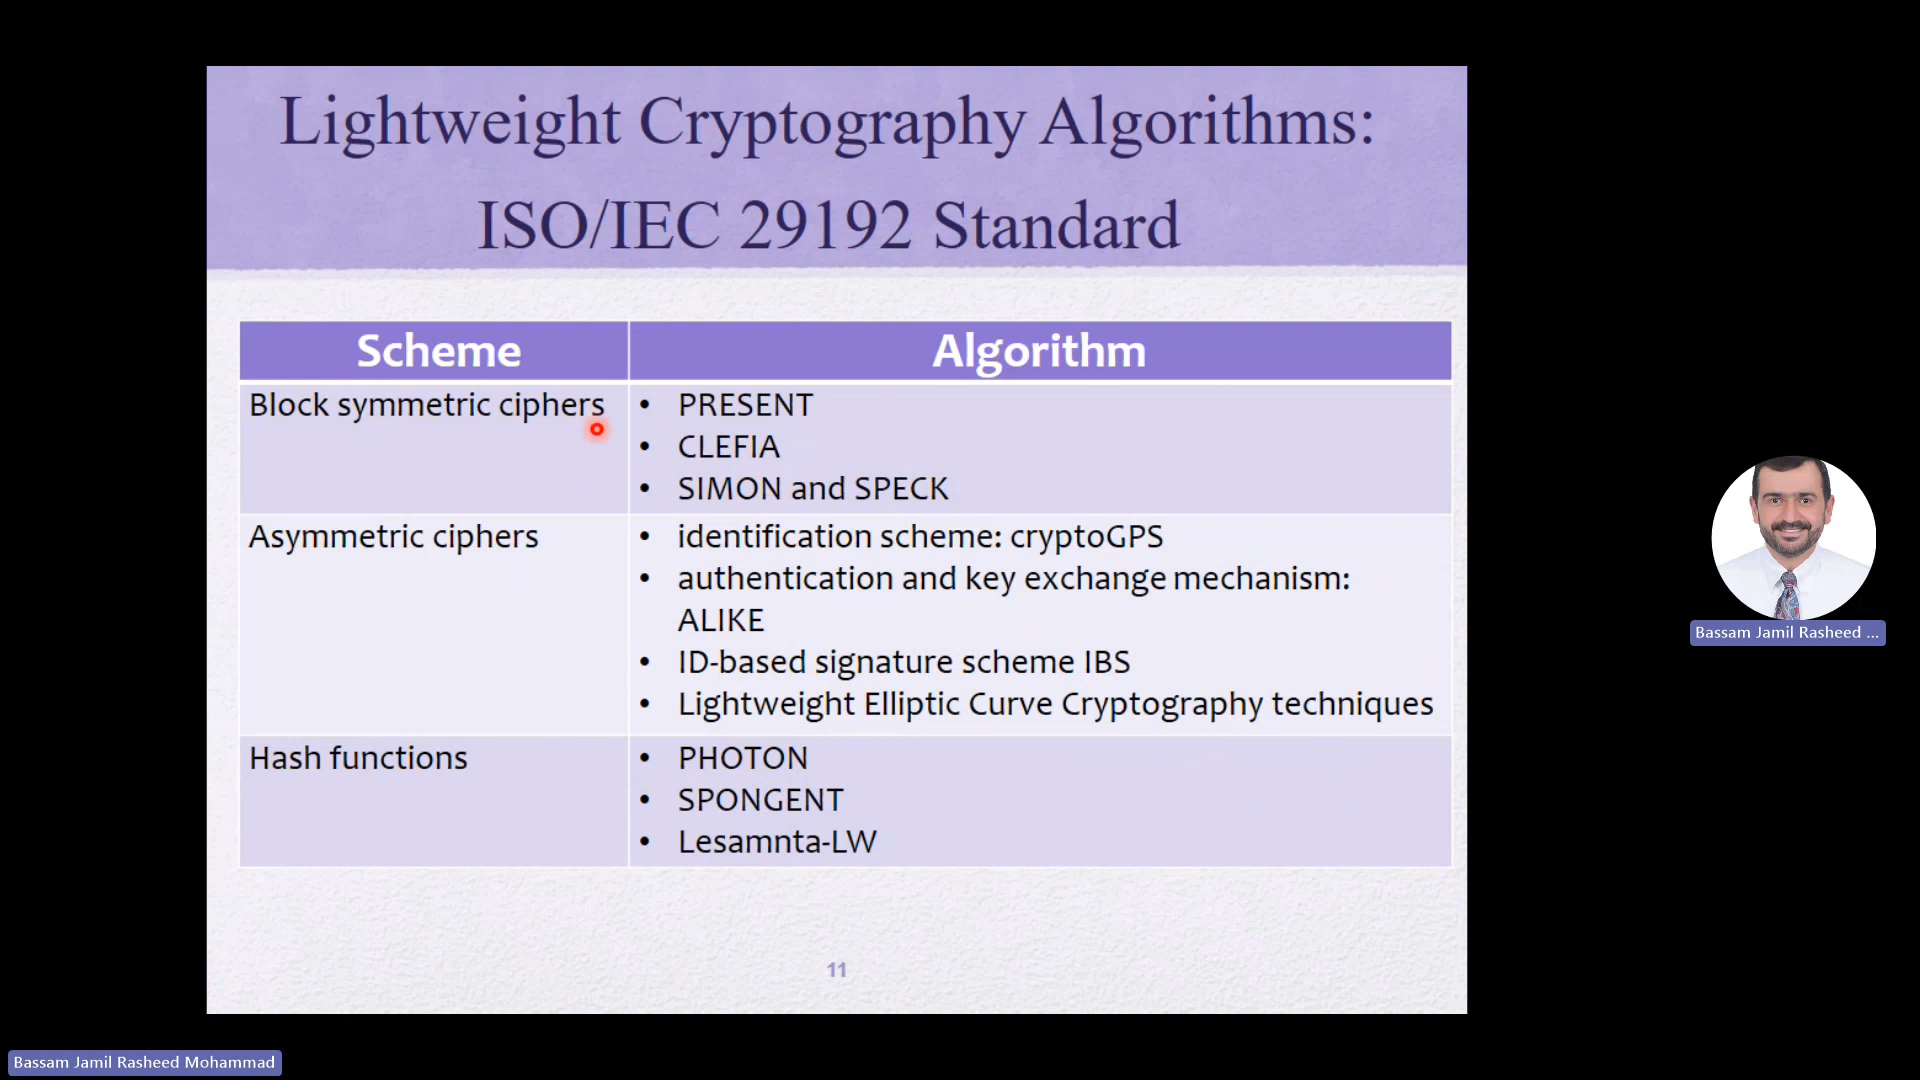 Lightweight Cryptography Algorithms:
ISO/IEC 29192 Standard
Scheme
Algorithm
Block symmetric ciphers
• PRESENT
• CLEFIA
• SIMON and SPECK
Asymmetric ciphers
• identification scheme: cryptoGPS
• authentication and key exchange mechanism:
ALIKE
• ID-based signature scheme IBS
• Lightweight Elliptic Curve Cryptography techniques
Hash functions
• PHOTON
• SPONGENT
• Lesamnta-LW
11
Bassam Jamil Rasheed ...
Bassam Jamil Rasheed Mohammad